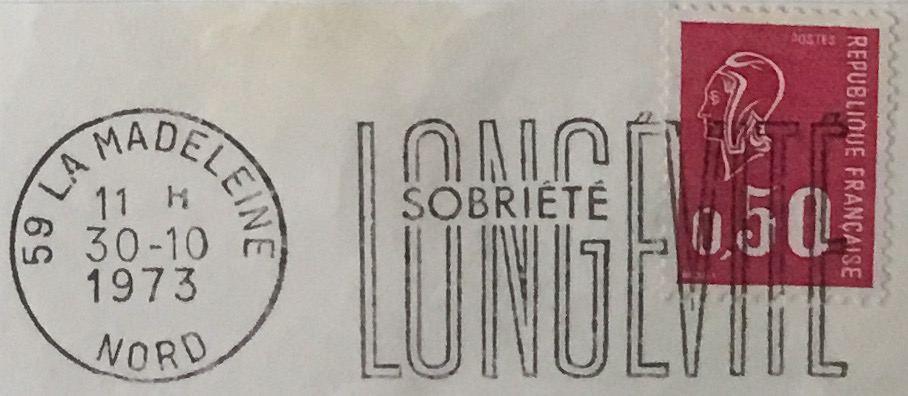 59 LA MADELEINE
11 H
30-10
1973
NORD
LONGÉVITÉ
SOBRIÉTÉ
POSTES
REPUBLIQUE FRANÇAISE
0,50